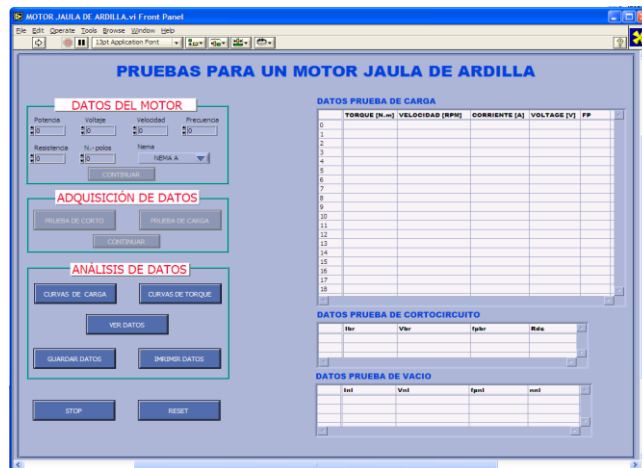 MOTOR JAULA DE ARDILLA.vi Front Panel
File Edit Operate Tools Browse Window Help
13pt Application Font
PRUEBAS PARA UN MOTOR JAULA DE ARDILLA
DATOS DEL MOTOR
Potencia Voltaje Velocidad Frecuencia
0 0 0 0
Resistencia N.- polos Nema
0 0 NEMA A
CONTINUAR
ADQUISICIÓN DE DATOS
PRUEBA DE CORTO PRUEBA DE CARGA
CONTINUAR
ANÁLISIS DE DATOS
CURVAS DE CARGA CURVAS DE TORQUE
VER DATOS
GUARDAR DATOS IMRIMIR DATOS
STOP RESET
DATOS PRUEBA DE CARGA
TORQUE [N.m] VELOCIDAD [RPM] CORRIENTE [A] VOLTAGE [V] FP
0
1
2
3
4
5
6
7
8
9
10
11
12
13
14
15
16
17
18
DATOS PRUEBA DE CORTOCIRCUITO
Ibr Vbr fpbr Rdc
DATOS PRUEBA DE VACIO
Inl Vnl fpnl nnl